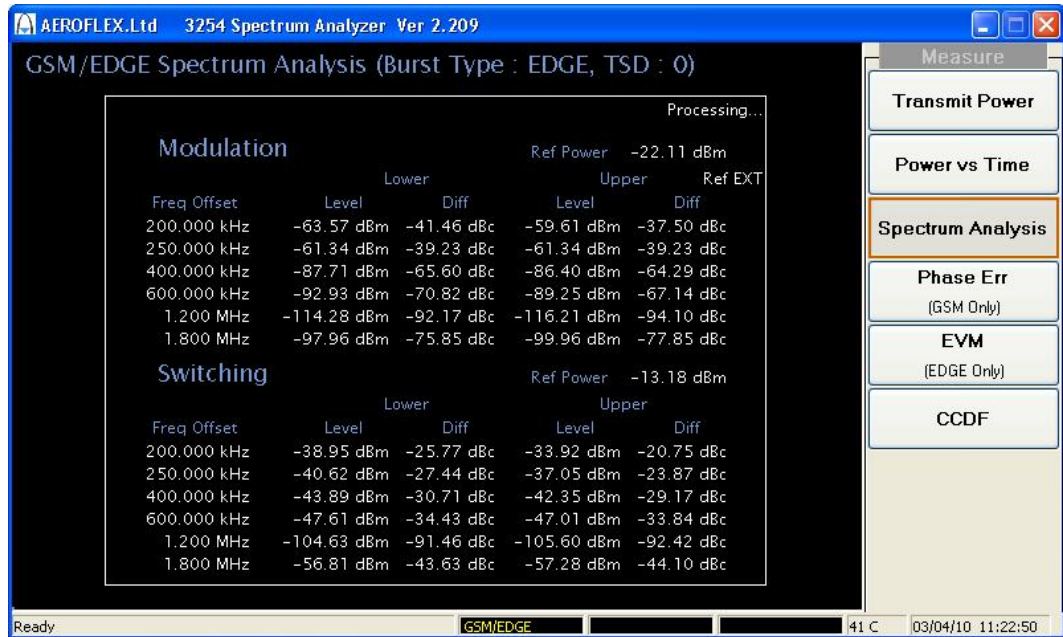 AEROFLEX.Ltd 3254 Spectrum Analyzer Ver 2.209
GSM/EDGE Spectrum Analysis (Burst Type : EDGE, TSD : 0)
Processing...
Modulation Ref Power -22.11 dBm
Lower Upper Ref EXT
Freq Offset Level Diff Level Diff
200.000 kHz -63.57 dBm -41.46 dBc -59.61 dBm -37.50 dBc
250.000 kHz -61.34 dBm -39.23 dBc -61.34 dBm -39.23 dBc
400.000 kHz -87.71 dBm -65.60 dBc -86.40 dBm -64.29 dBc
600.000 kHz -92.93 dBm -70.82 dBc -89.25 dBm -67.14 dBc
1.200 MHz -114.28 dBm -92.17 dBc -116.21 dBm -94.10 dBc
1.800 MHz -97.96 dBm -75.85 dBc -99.96 dBm -77.85 dBc
Switching Ref Power -13.18 dBm
Lower Upper
Freq Offset Level Diff Level Diff
200.000 kHz -38.95 dBm -25.77 dBc -33.92 dBm -20.75 dBc
250.000 kHz -40.62 dBm -27.44 dBc -37.05 dBm -23.87 dBc
400.000 kHz -43.89 dBm -30.71 dBc -42.35 dBm -29.17 dBc
600.000 kHz -47.61 dBm -34.43 dBc -47.01 dBm -33.84 dBc
1.200 MHz -104.63 dBm -91.46 dBc -105.60 dBm -92.42 dBc
1.800 MHz -56.81 dBm -43.63 dBc -57.28 dBm -44.10 dBc
Measure
Transmit Power
Power vs Time
Spectrum Analysis
Phase Err
(GSM Only)
EVM
(EDGE Only)
CCDF
Ready GSM/EDGE 41 C 03/04/10 11:22:50